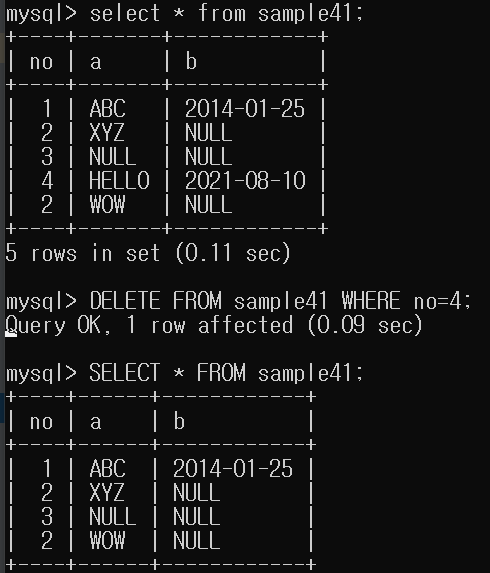 mysql> select * from sample41;
+----+-------+------------+
| no | a     | b          |
+----+-------+------------+
|  1 | ABC   | 2014-01-25 |
|  2 | XYZ   | NULL       |
|  3 | NULL  | NULL       |
|  4 | HELLO | 2021-08-10 |
|  2 | WOW   | NULL       |
+----+-------+------------+
5 rows in set (0.11 sec)
mysql> DELETE FROM sample41 WHERE no=4;
Query OK, 1 row affected (0.09 sec)
mysql> SELECT * FROM sample41;
+----+------+------------+
| no | a    | b          |
+----+------+------------+
|  1 | ABC  | 2014-01-25 |
|  2 | XYZ  | NULL       |
|  3 | NULL | NULL       |
|  2 | WOW  | NULL       |
+----+------+------------+